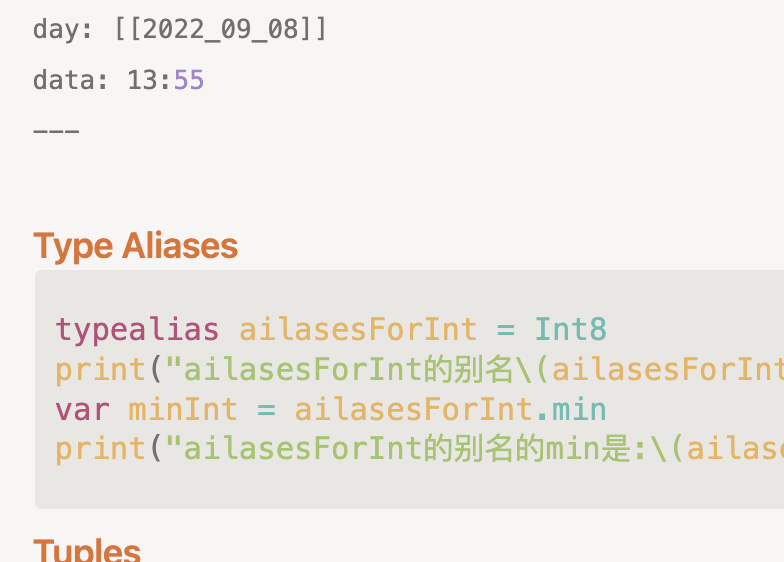 day: [[2022_09_08]]
data: 13:55
---
Type Aliases
typealias ailasesForInt = Int8
print("ailasesForInt的别名\(ailasesForInt
var minInt = ailasesForInt.min
print("ailasesForInt的别名的min是:\(ailase
Tuples